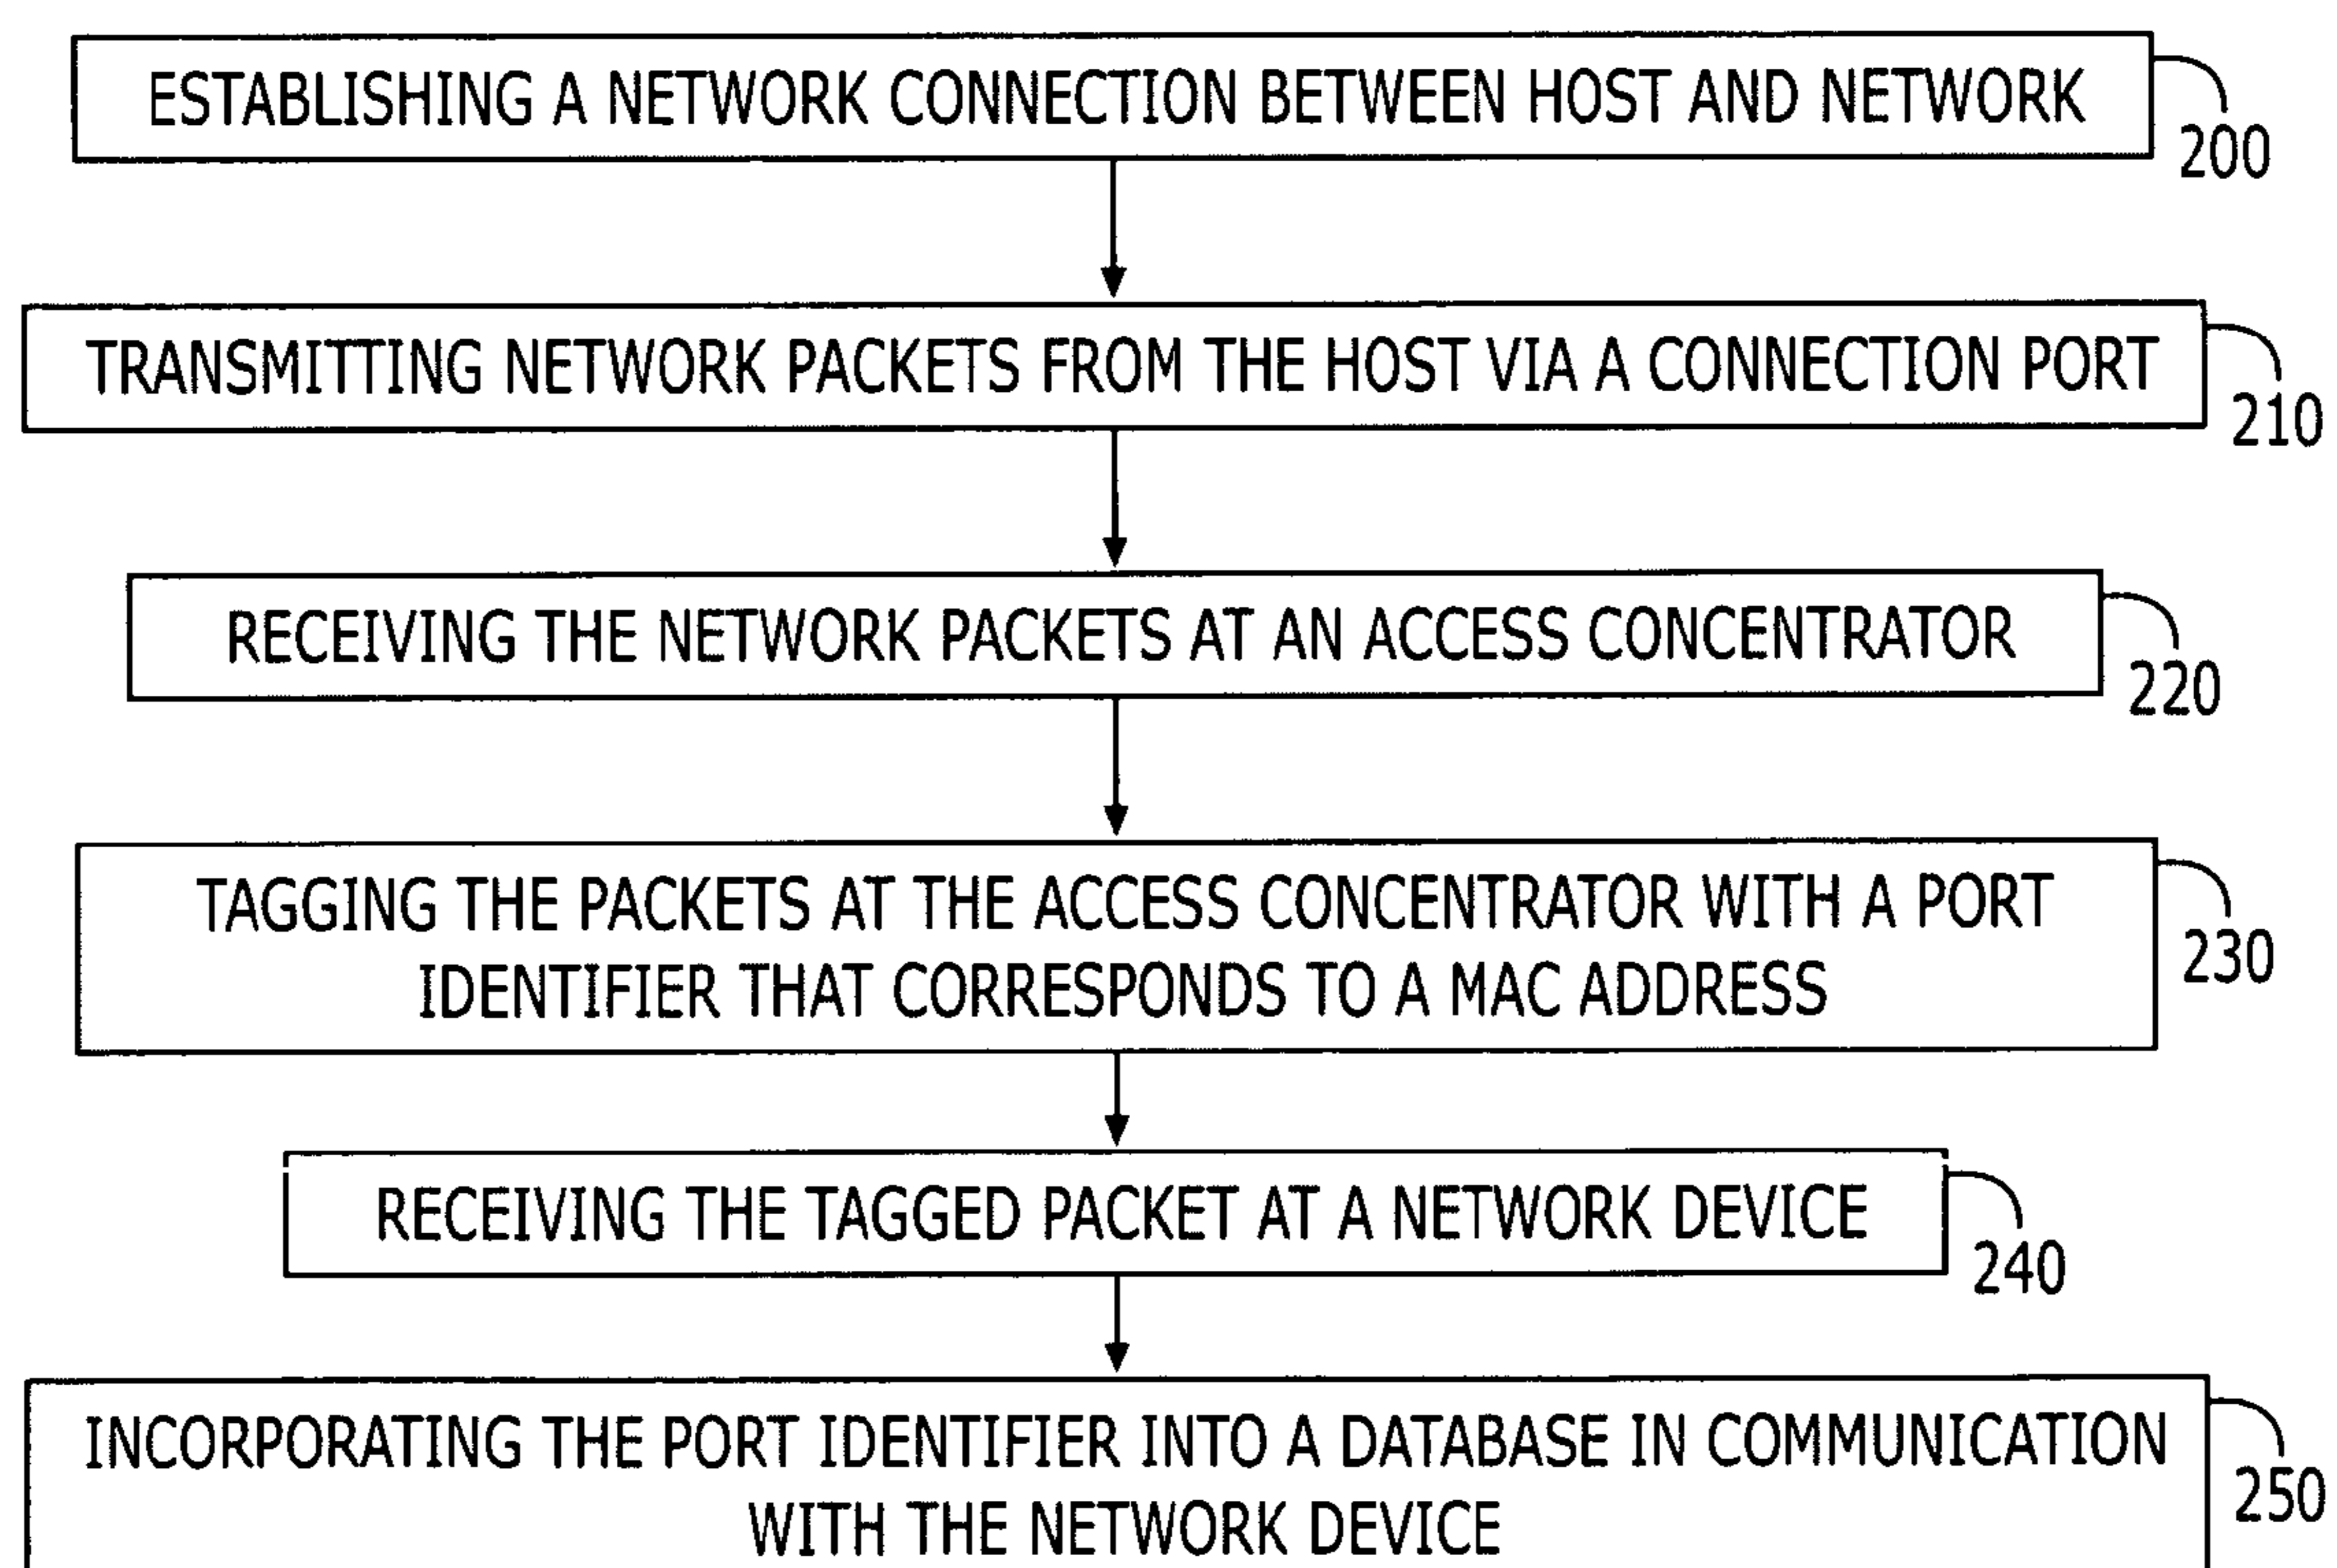 ESTABLISHING A NETWORK CONNECTION BETWEEN HOST AND NETWORK
200
TRANSMITTING NETWORK PACKETS FROM THE HOST VIA A CONNECTION PORT
210
RECEIVING THE NETWORK PACKETS AT AN ACCESS CONCENTRATOR
220
TAGGING THE PACKETS AT THE ACCESS CONCENTRATOR WITH A PORT
IDENTIFIER THAT CORRESPONDS TO A MAC ADDRESS
230
RECEIVING THE TAGGED PACKET AT A NETWORK DEVICE
240
INCORPORATING THE PORT IDENTIFIER INTO A DATABASE IN COMMUNICATION
WITH THE NETWORK DEVICE
250